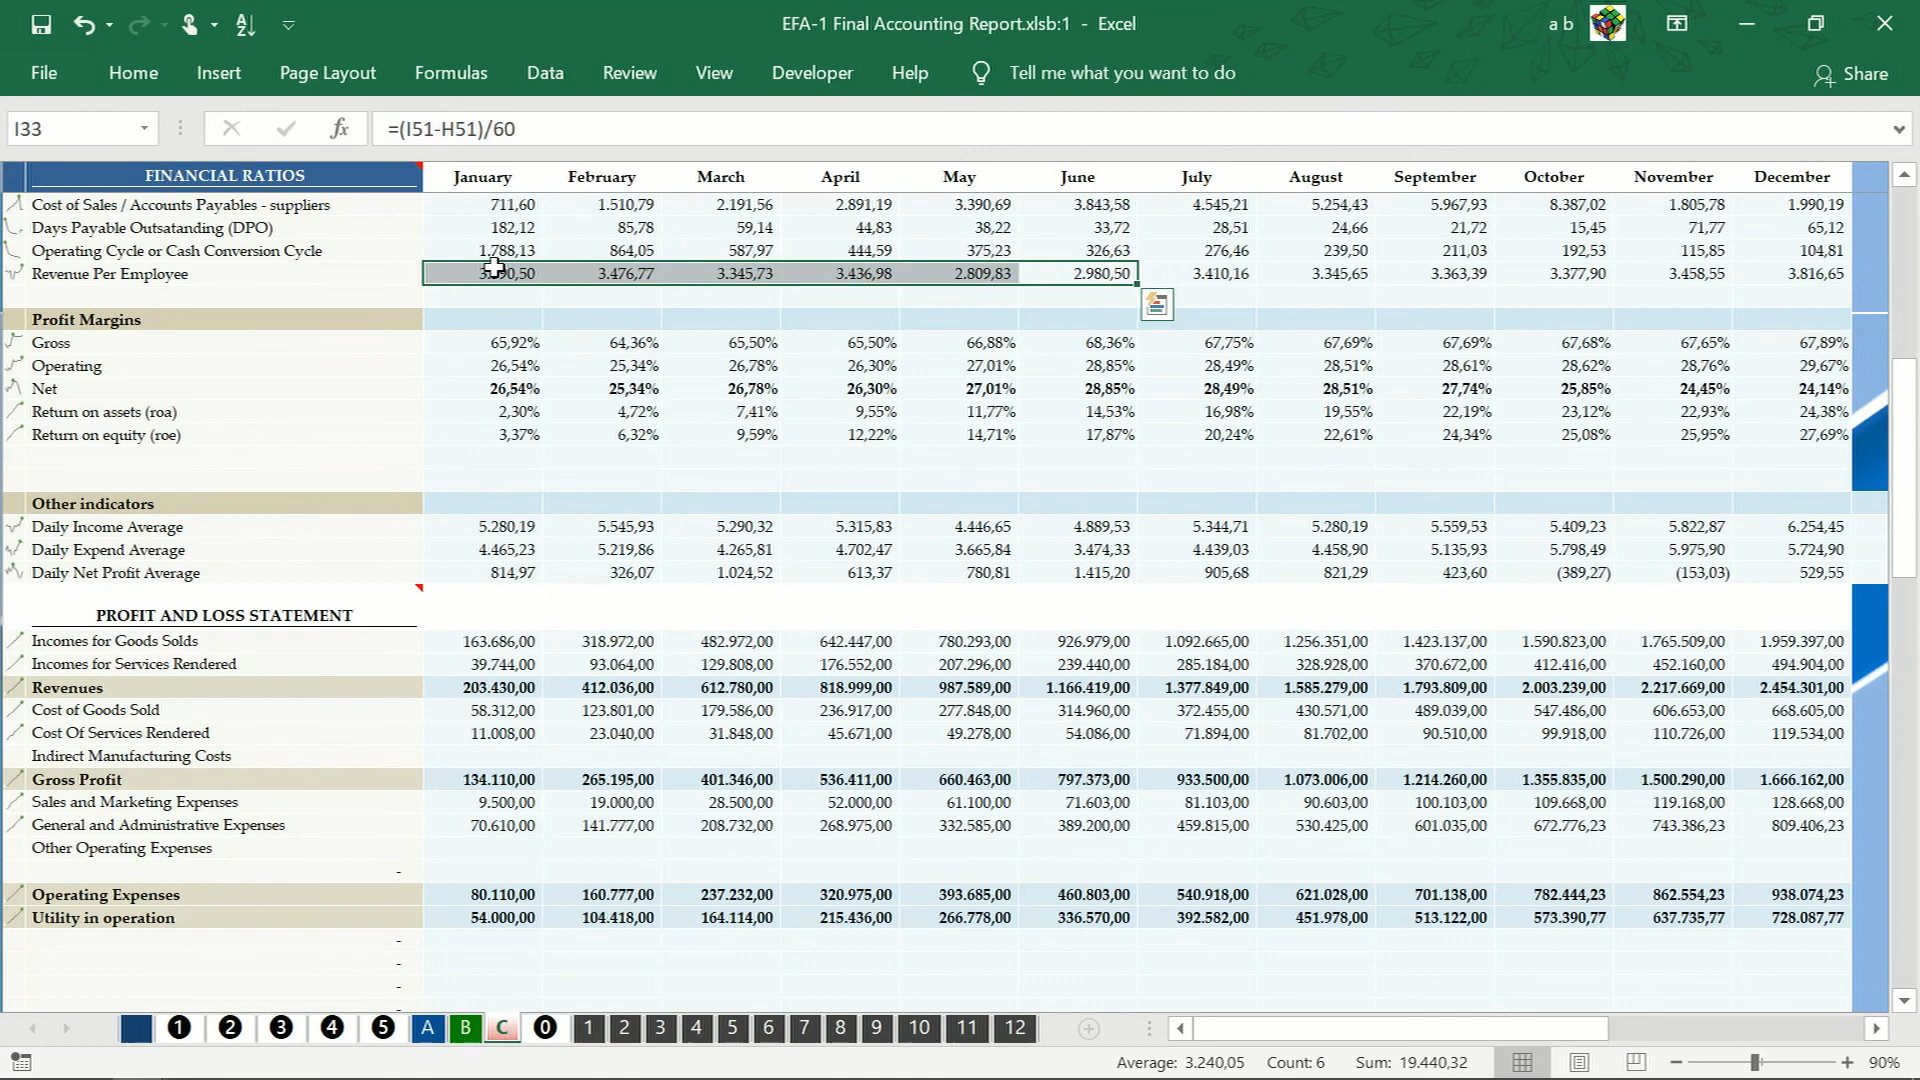 EFA-1 Final Accounting Report.xlsb:1 - Excel
a b
File Home Insert Page Layout Formulas Data Review View Developer Help Tell me what you want to do Share
I33 fx =(I51-H51)/60
FINANCIAL RATIOS January February March April May June July August September October November December
Cost of Sales / Accounts Payables - suppliers 711,60 1.510,79 2.191,56 2.891,19 3.390,69 3.843,58 4.545,21 5.254,43 5.967,93 8.387,02 1.805,78 1.990,19
Days Payable Outsatanding (DPO) 182,12 85,78 59,14 44,83 38,22 33,72 28,51 24,66 21,72 15,45 71,77 65,12
Operating Cycle or Cash Conversion Cycle 1.788,13 864,05 587,97 444,59 375,23 326,63 276,46 239,50 211,03 192,53 115,85 104,81
Revenue Per Employee 3.390,50 3.476,77 3.345,73 3.436,98 2.809,83 2.980,50 3.410,16 3.345,65 3.363,39 3.377,90 3.458,55 3.816,65
Profit Margins
Gross 65,92% 64,36% 65,50% 65,50% 66,88% 68,36% 67,75% 67,69% 67,69% 67,68% 67,65% 67,89%
Operating 26,54% 25,34% 26,78% 26,30% 27,01% 28,85% 28,49% 28,51% 28,61% 28,62% 28,76% 29,67%
Net 26,54% 25,34% 26,78% 26,30% 27,01% 28,85% 28,49% 28,51% 27,74% 25,85% 24,45% 24,14%
Return on assets (roa) 2,30% 4,72% 7,41% 9,55% 11,77% 14,53% 16,98% 19,55% 22,19% 23,12% 22,93% 24,38%
Return on equity (roe) 3,37% 6,32% 9,59% 12,22% 14,71% 17,87% 20,24% 22,61% 24,34% 25,08% 25,95% 27,69%
Other indicators
Daily Income Average 5.280,19 5.545,93 5.290,32 5.315,83 4.446,65 4.889,53 5.344,71 5.280,19 5.559,53 5.409,23 5.822,87 6.254,45
Daily Expend Average 4.465,23 5.219,86 4.265,81 4.702,47 3.665,84 3.474,33 4.439,03 4.458,90 5.135,93 5.798,49 5.975,90 5.724,90
Daily Net Profit Average 814,97 326,07 1.024,52 613,37 780,81 1.415,20 905,68 821,29 423,60 (389,27) (153,03) 529,55
PROFIT AND LOSS STATEMENT
Incomes for Goods Solds 163.686,00 318.972,00 482.972,00 642.447,00 780.293,00 926.979,00 1.092.665,00 1.256.351,00 1.423.137,00 1.590.823,00 1.765.509,00 1.959.397,00
Incomes for Services Rendered 39.744,00 93.064,00 129.808,00 176.552,00 207.296,00 239.440,00 285.184,00 328.928,00 370.672,00 412.416,00 452.160,00 494.904,00
Revenues 203.430,00 412.036,00 612.780,00 818.999,00 987.589,00 1.166.419,00 1.377.849,00 1.585.279,00 1.793.809,00 2.003.239,00 2.217.669,00 2.454.301,00
Cost of Goods Sold 58.312,00 123.801,00 179.586,00 236.917,00 277.848,00 314.960,00 372.455,00 430.571,00 489.039,00 547.486,00 606.653,00 668.605,00
Cost Of Services Rendered 11.008,00 23.040,00 31.848,00 45.671,00 49.278,00 54.086,00 71.894,00 81.702,00 90.510,00 99.918,00 110.726,00 119.534,00
Indirect Manufacturing Costs
Gross Profit 134.110,00 265.195,00 401.346,00 536.411,00 660.463,00 797.373,00 933.500,00 1.073.006,00 1.214.260,00 1.355.835,00 1.500.290,00 1.666.162,00
Sales and Marketing Expenses 9.500,00 19.000,00 28.500,00 52.000,00 61.100,00 71.603,00 81.103,00 90.603,00 100.103,00 109.668,00 119.168,00 128.668,00
General and Administrative Expenses 70.610,00 141.777,00 208.732,00 268.975,00 332.585,00 389.200,00 459.815,00 530.425,00 601.035,00 672.776,23 743.386,23 809.406,23
Other Operating Expenses
-
Operating Expenses 80.110,00 160.777,00 237.232,00 320.975,00 393.685,00 460.803,00 540.918,00 621.028,00 701.138,00 782.444,23 862.554,23 938.074,23
Utility in operation 54.000,00 104.418,00 164.114,00 215.436,00 266.778,00 336.570,00 392.582,00 451.978,00 513.122,00 573.390,77 637.735,77 728.087,77
-
-
-
-
1 2 3 4 5 A B C 0 1 2 3 4 5 6 7 8 9 10 11 12
Average: 3.240,05 Count: 6 Sum: 19.440,32 90%